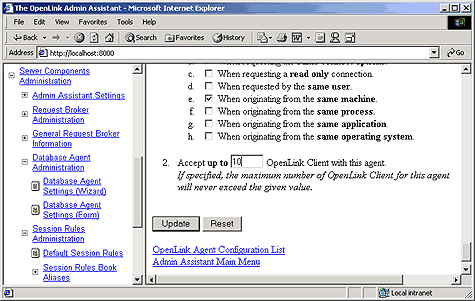 The OpenLink Admin Assistant - Microsoft Internet Explorer
File Edit View Favorites Tools Help
Back Search Favorites History
Address http://localhost:8000 Go
Server Components
Administration
Admin Assistant Settings
Request Broker
Administration
General Request Broker
Information
Database Agent
Administration
Database Agent
Settings (Wizard)
Database Agent
Settings (Form)
Session Rules
Administration
Default Session Rules
Session Rules Book
Aliases
c. When requesting a read only connection.
d. When requested by the same user.
e. When originating from the same machine.
f. When originating from the same process.
g. When originating from the same application.
h. When originating from the same operating system.
2. Accept up to 10 OpenLink Client with this agent.
If specified, the maximum number of OpenLink Client for this agent
will never exceed the given value.
Update Reset
OpenLink Agent Configuration List
Admin Assistant Main Menu
Local intranet